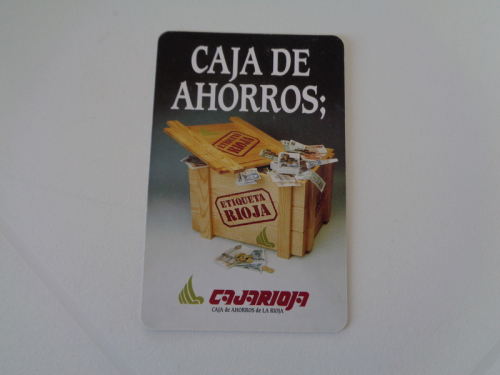 CAJA DE
AHORROS;
ETIQUETA
RIOJA
ETIQUETA
RIOJA
CAJARIOJA
CAJA de AHORROS de LA RIOJA